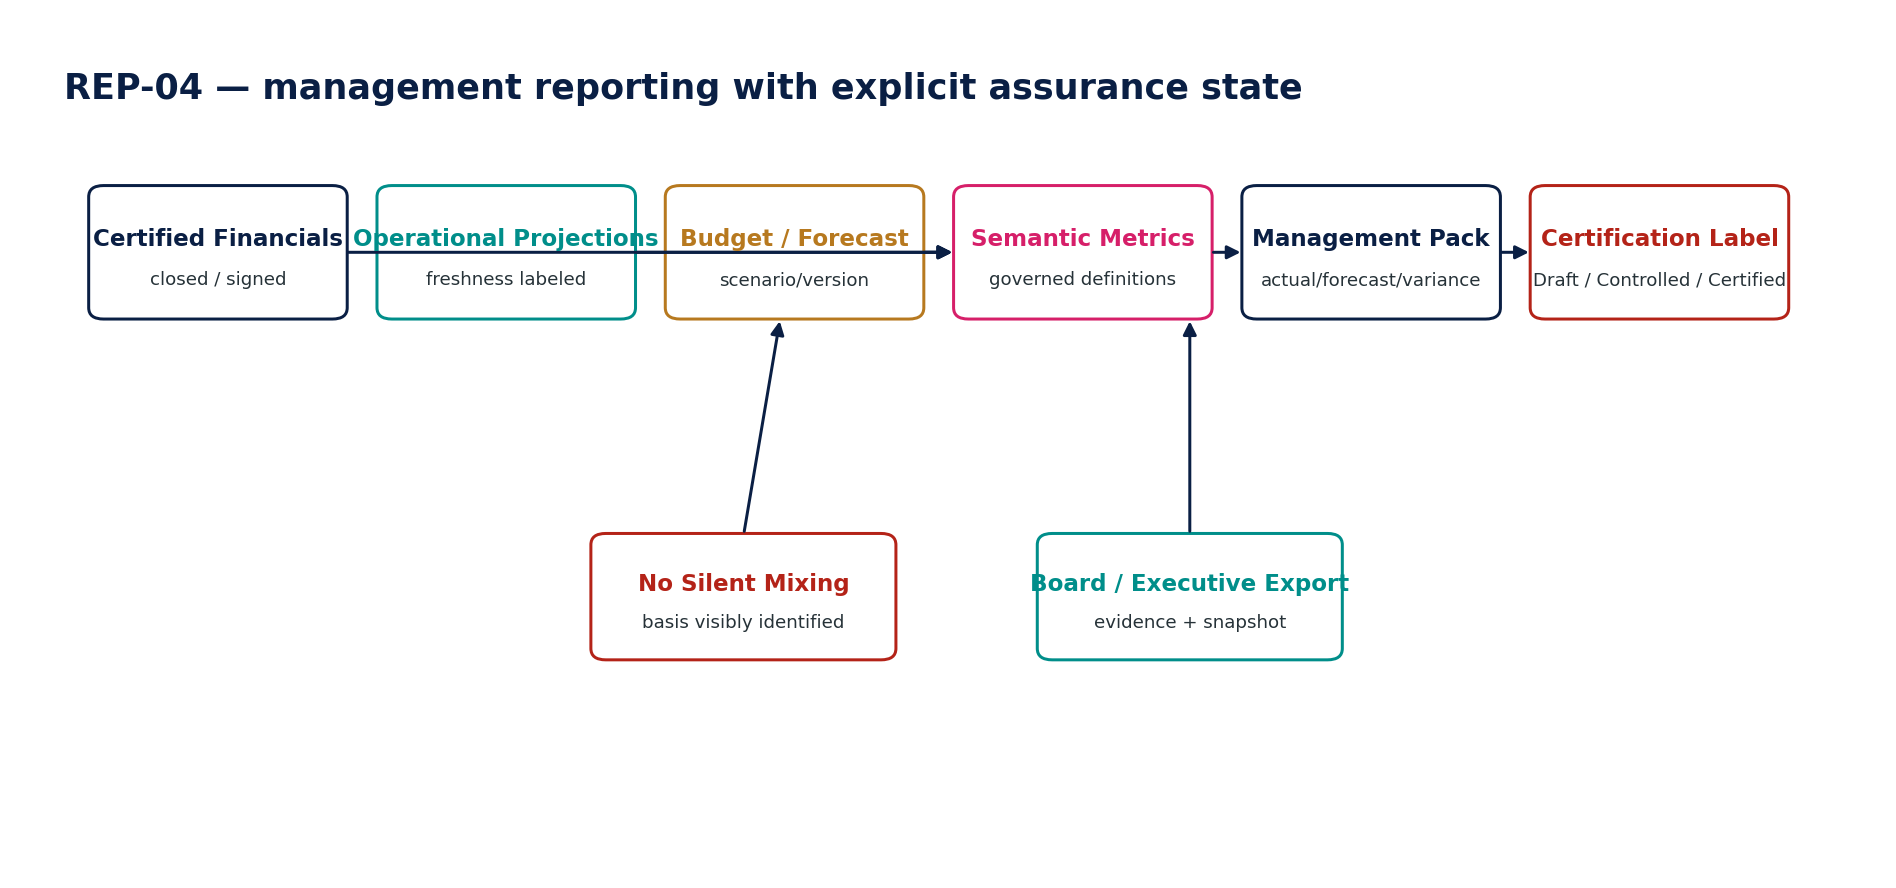 REP-04 — management reporting with explicit assurance state
Certified Financials
closed / signed
Operational Projections
freshness labeled
Budget / Forecast
scenario/version
Semantic Metrics
governed definitions
Management Pack
actual/forecast/variance
Certification Label
Draft / Controlled / Certified
No Silent Mixing
basis visibly identified
Board / Executive Export
evidence + snapshot